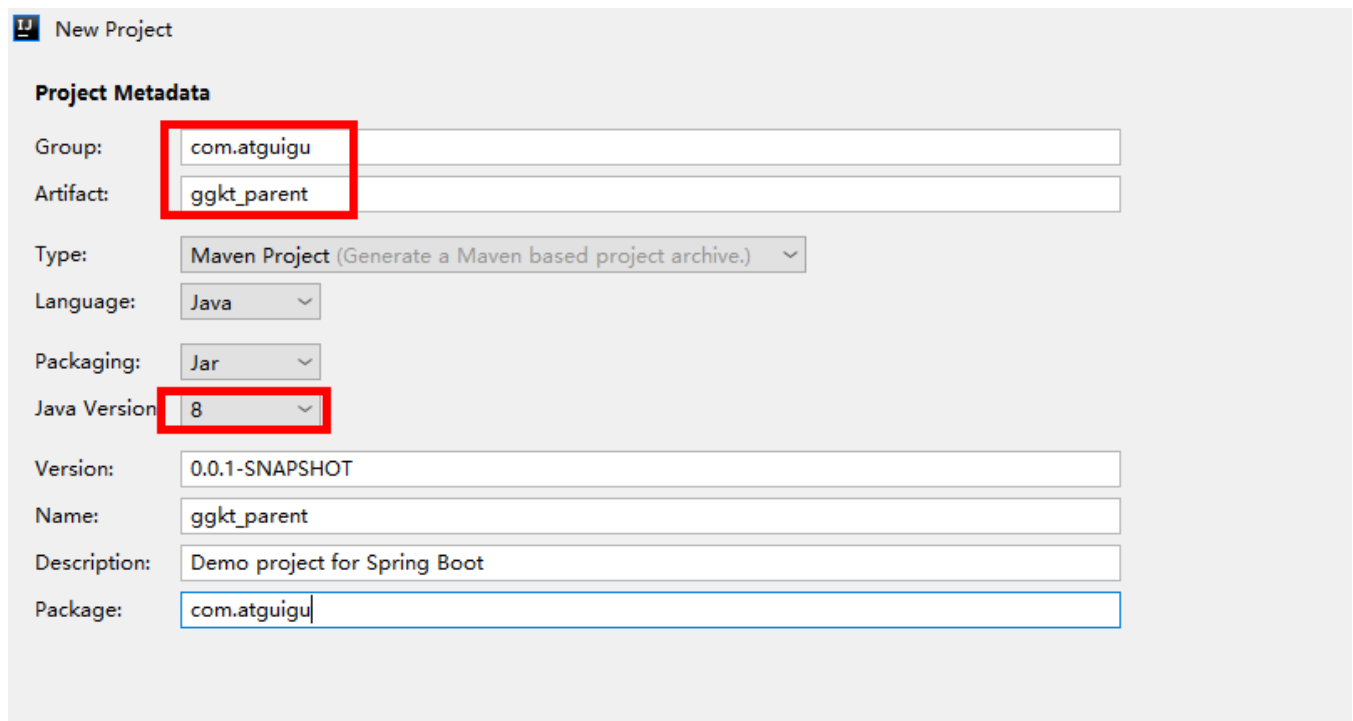 IJ
New Project
Project Metadata
Group: com.atguigu
Artifact: ggkt_parent
Type: Maven Project (Generate a Maven based project archive.)
Language: Java
Packaging: Jar
Java Version 8
Version: 0.0.1-SNAPSHOT
Name: ggkt_parent
Description: Demo project for Spring Boot
Package: com.atguigu